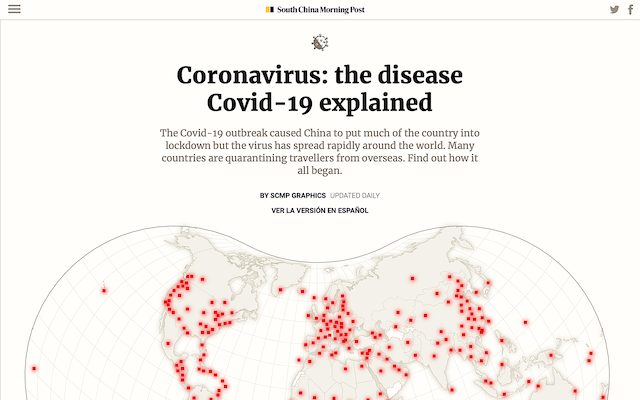 South China Morning Post
Coronavirus: the disease
Covid-19 explained
The Covid-19 outbreak caused China to put much of the country into
lockdown but the virus has spread rapidly around the world. Many
countries are quarantining travellers from overseas. Find out how it
all began.
BY SCMP GRAPHICS UPDATED DAILY
VER LA VERSIÓN EN ESPAÑOL